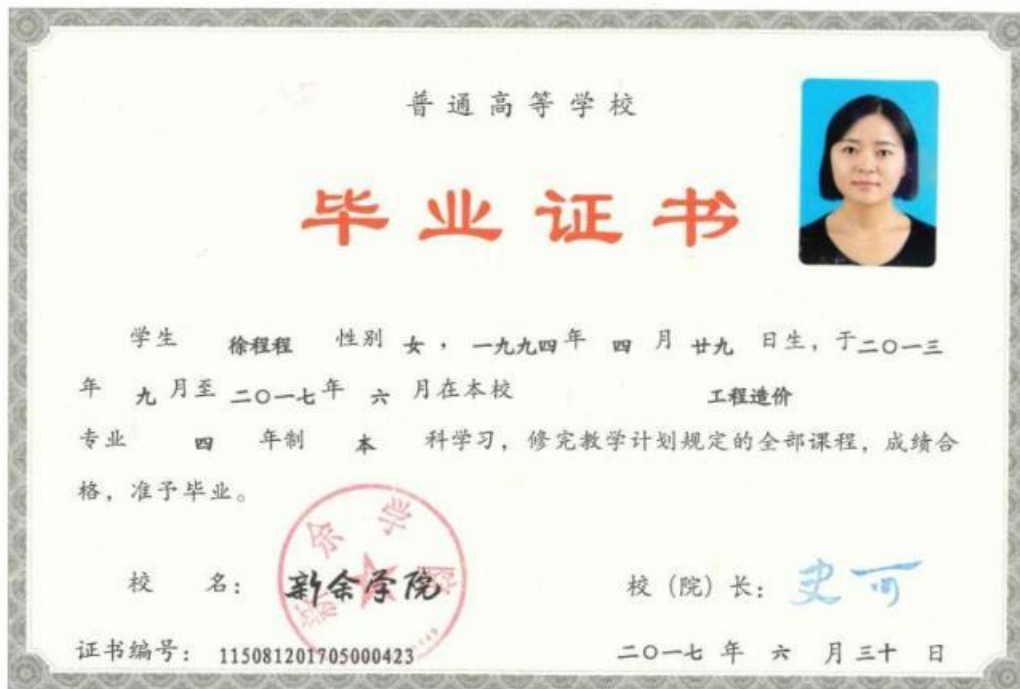 普通高等学校
毕业证书
学生 徐程程 性别 女，一九九四年 四 月 廿九 日生，于二〇一三
年 九 月至 二〇一七年 六 月在本校 工程造价
专业 四 年制 本 科学习，修完教学计划规定的全部课程，成绩合
格，准予毕业。
校 名：新余学院 校（院）长：史可
证书编号：115081201705000423 二〇一七 年 六 月三十 日